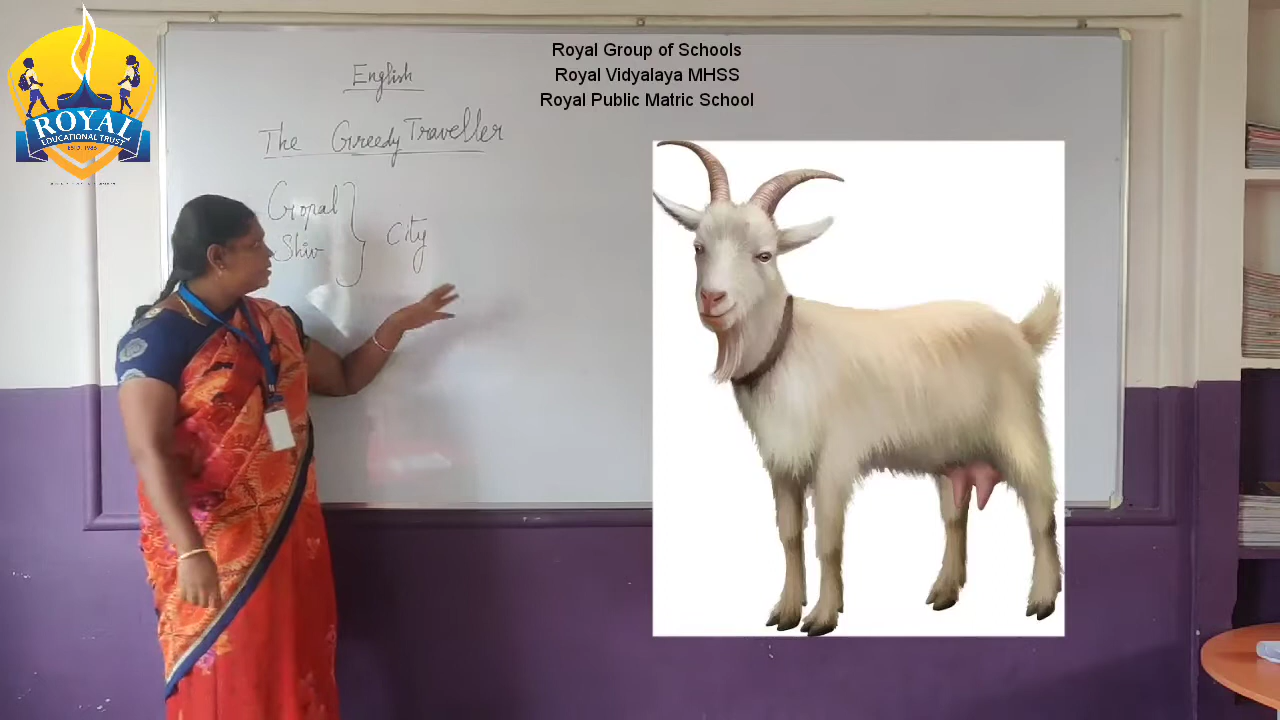 Royal Group of Schools
Royal Vidyalaya MHSS
Royal Public Matric School
ROYAL
EDUCATIONAL TRUST
English
The Greedy Traveller
Gopal
Shiv
City